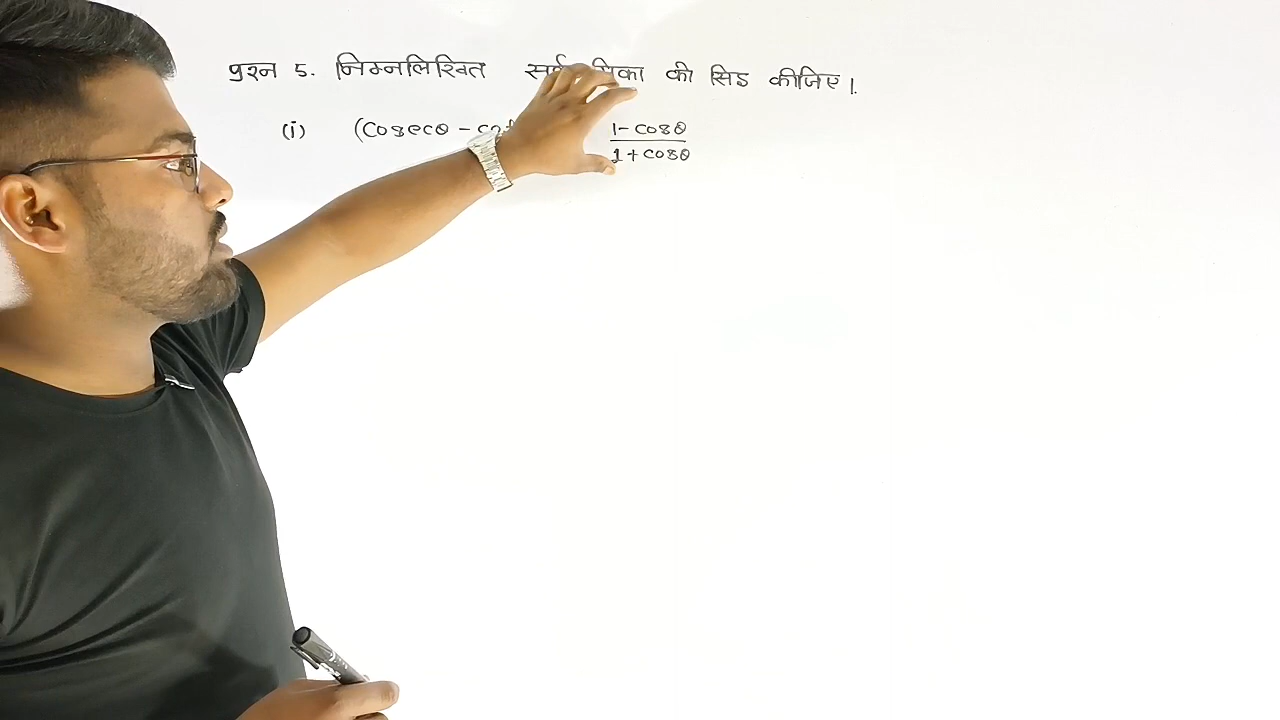 प्रश्न 5. निम्नलिखित की सिद्ध कीजिए।
(i) (cosecθ - 1-cosθ
1+cosθ